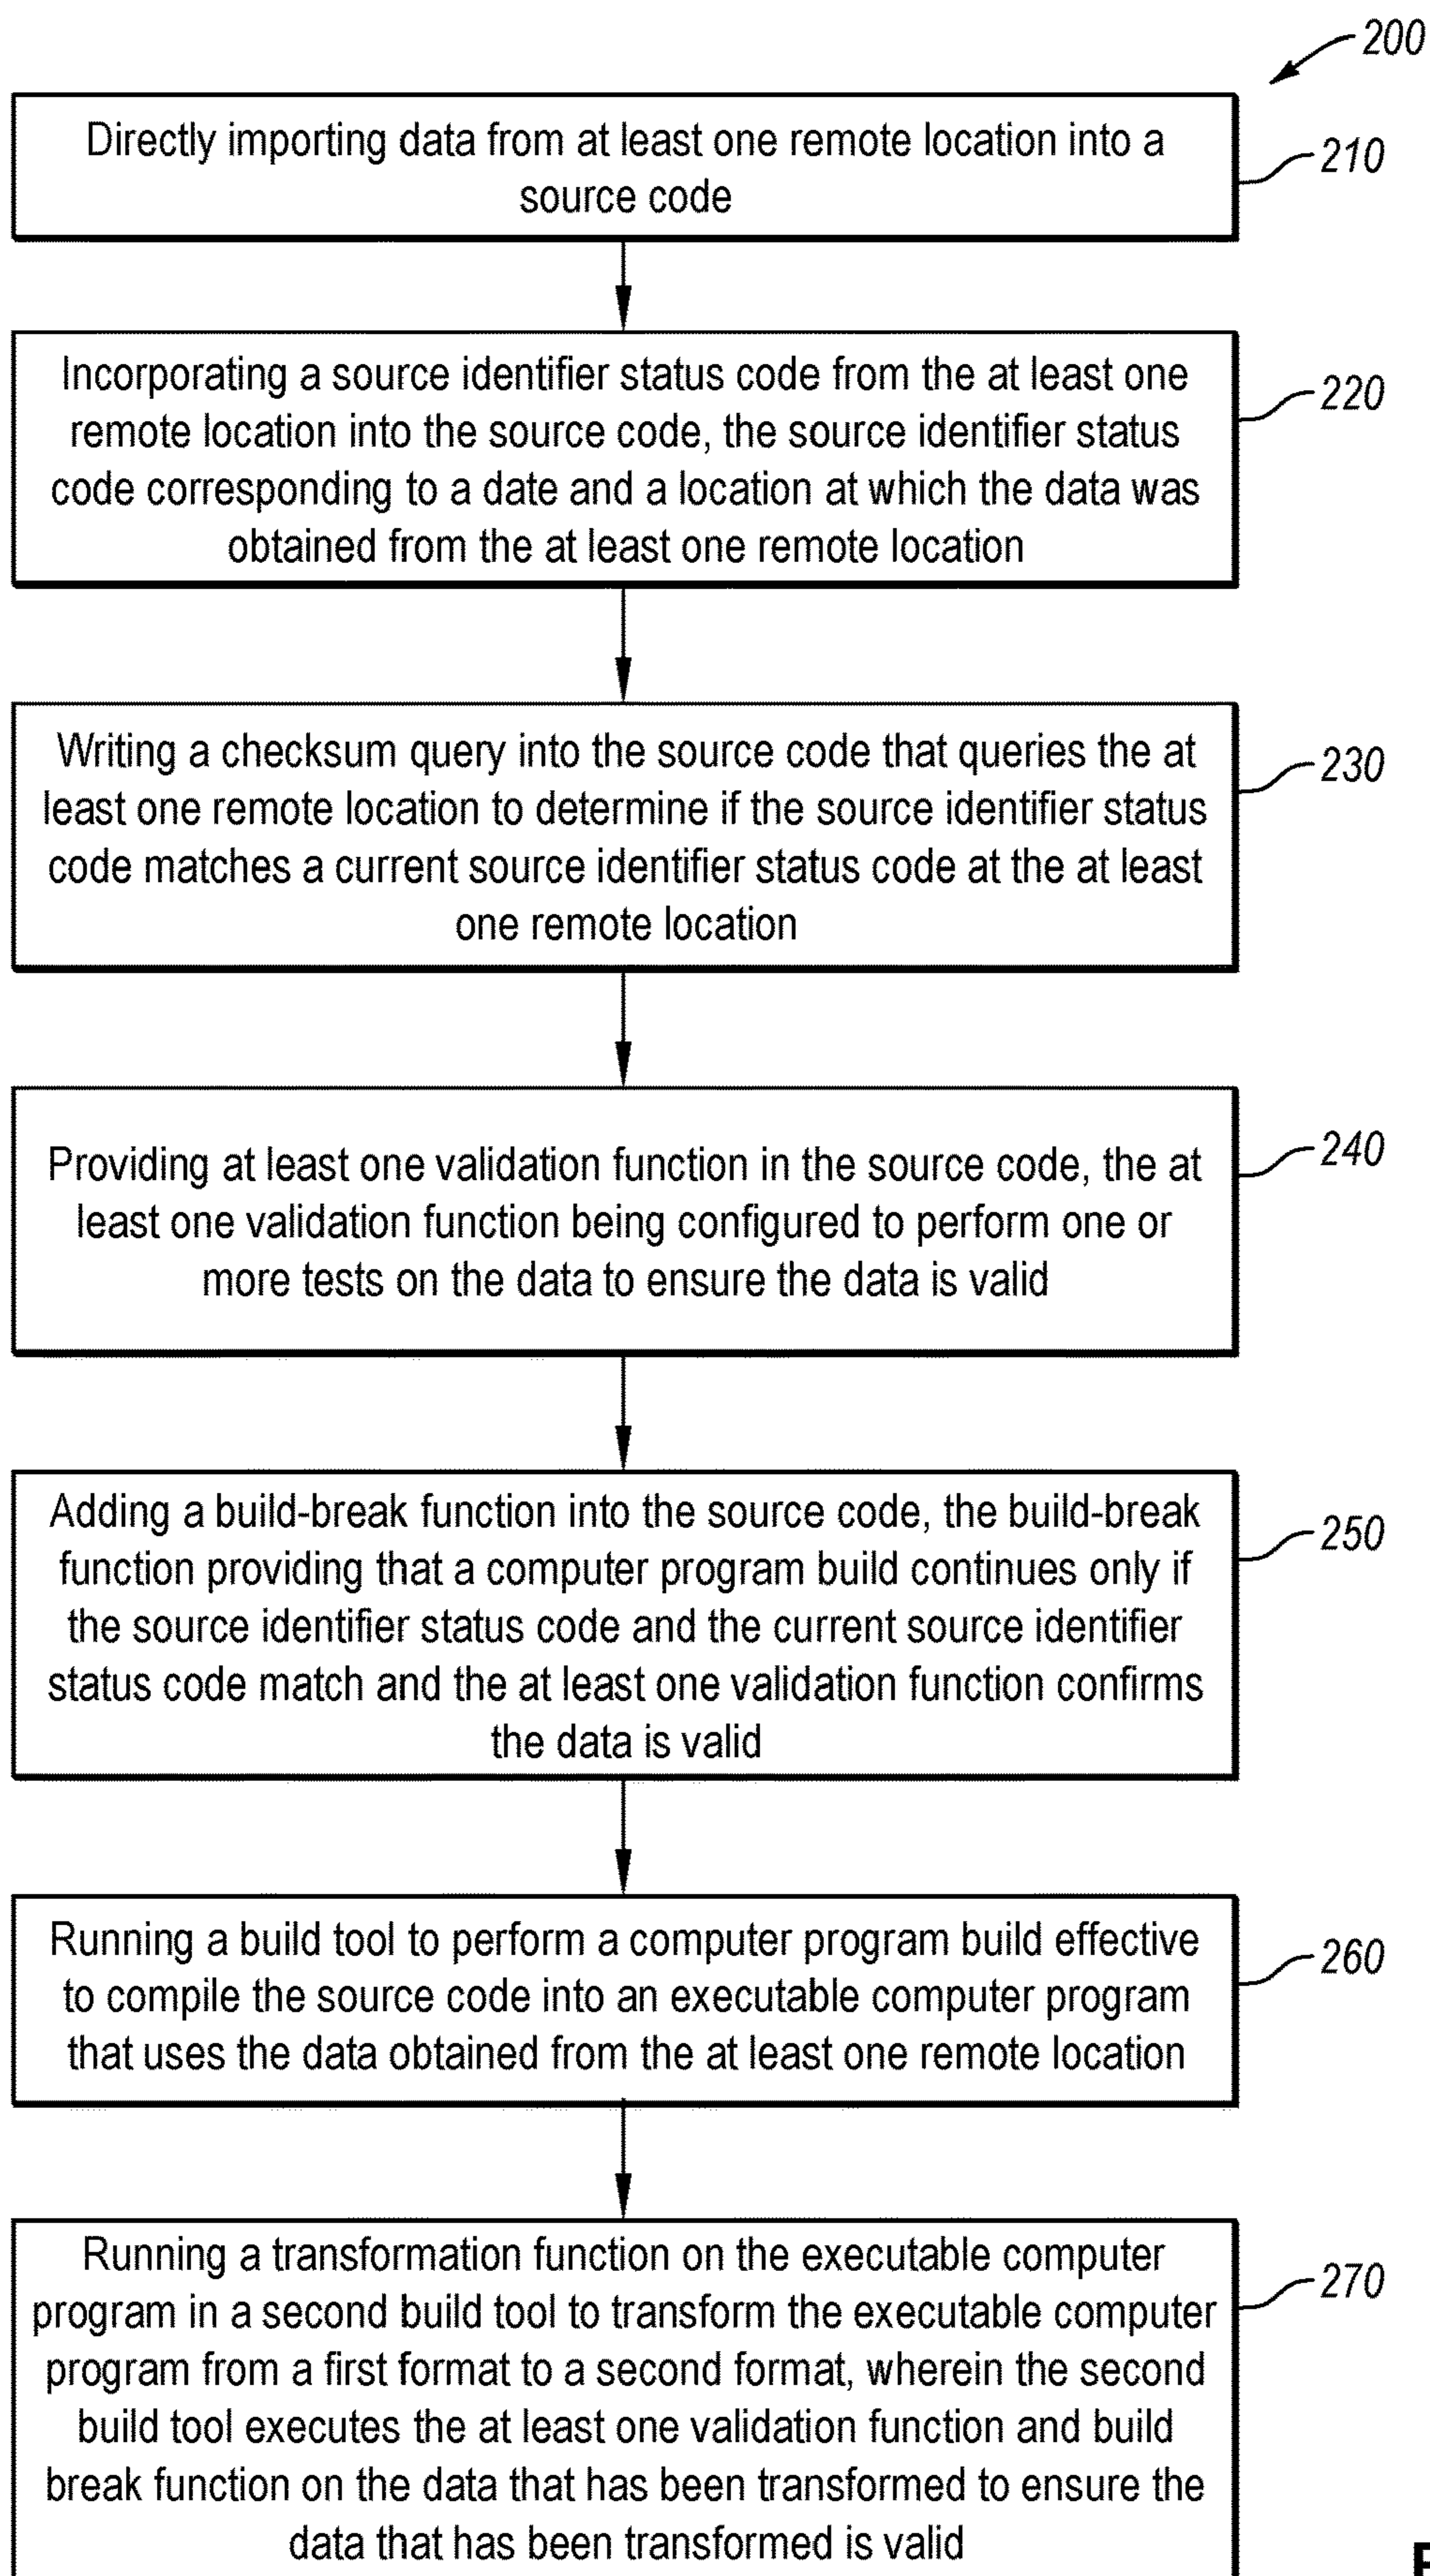 200
Directly importing data from at least one remote location into a
source code
210
Incorporating a source identifier status code from the at least one
remote location into the source code, the source identifier status
code corresponding to a date and a location at which the data was
obtained from the at least one remote location
220
Writing a checksum query into the source code that queries the at
least one remote location to determine if the source identifier status
code matches a current source identifier status code at the at least
one remote location
230
Providing at least one validation function in the source code, the at
least one validation function being configured to perform one or
more tests on the data to ensure the data is valid
240
Adding a build-break function into the source code, the build-break
function providing that a computer program build continues only if
the source identifier status code and the current source identifier
status code match and the at least one validation function confirms
the data is valid
250
Running a build tool to perform a computer program build effective
to compile the source code into an executable computer program
that uses the data obtained from the at least one remote location
260
Running a transformation function on the executable computer
program in a second build tool to transform the executable computer
program from a first format to a second format, wherein the second
build tool executes the at least one validation function and build
break function on the data that has been transformed to ensure the
data that has been transformed is valid
270